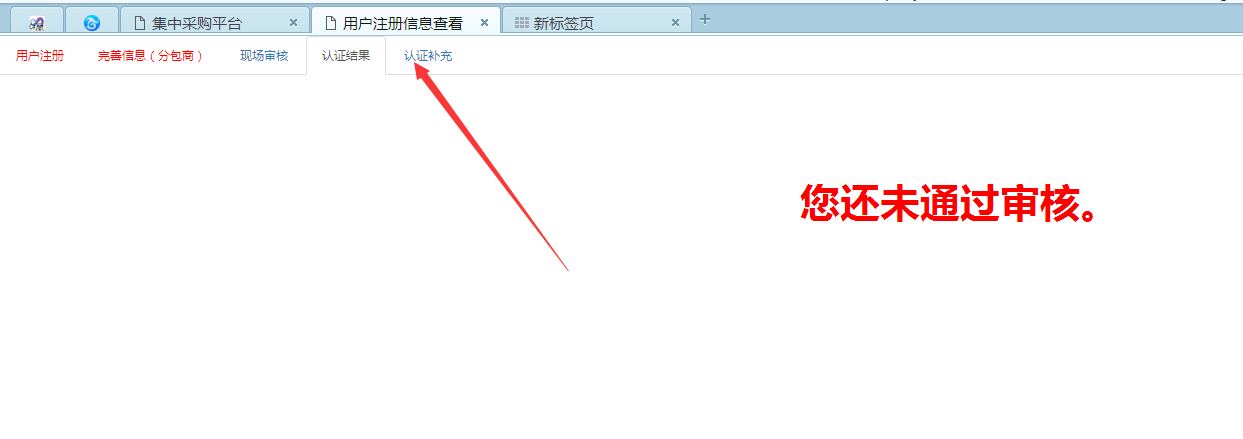 集中采购平台 用户注册信息查看 新标签页
用户注册 完善信息（分包商） 现场审核 认证结果 认证补充
您还未通过审核。